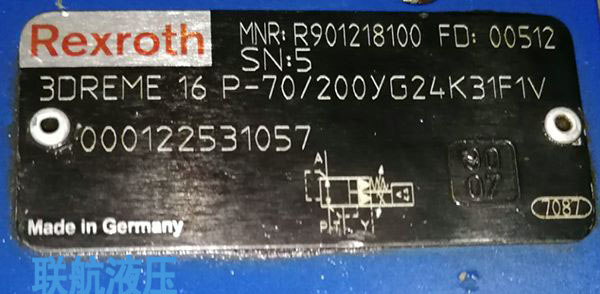 Rexroth
MNR: R901218100 FD: 00512
SN:5
3DREME 16 P-70/200YG24K31F1V
000122531057
A
P T Y
7087
Made in Germany
联航液压